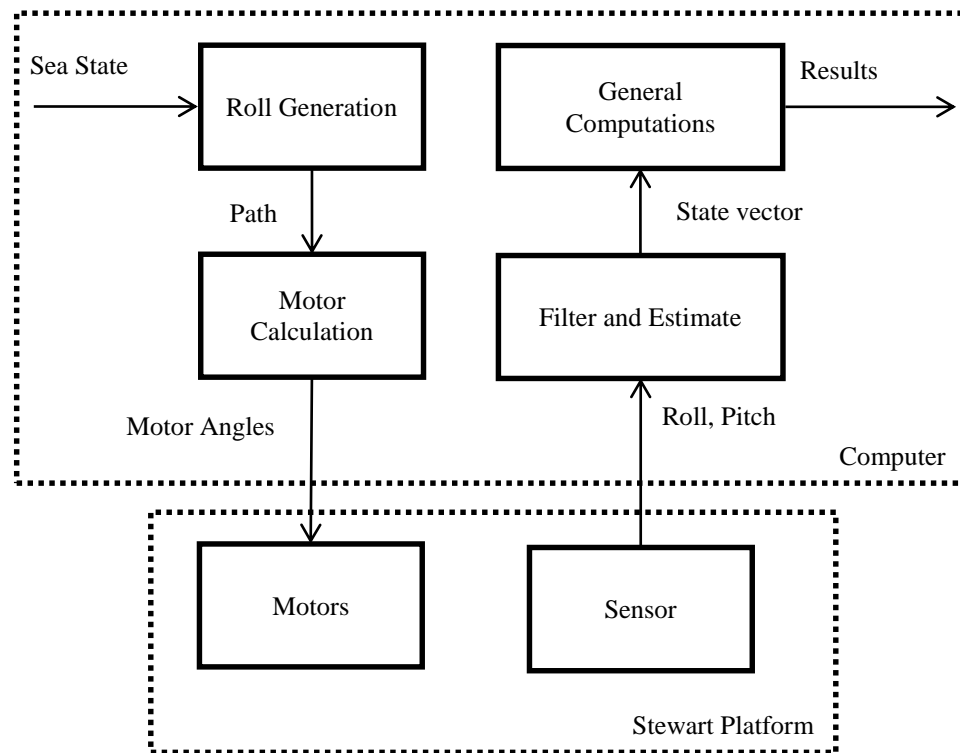 Sea State
Roll Generation
General
Computations
Results
Path
State vector
Motor
Calculation
Filter and Estimate
Motor Angles
Roll, Pitch
Computer
Motors
Sensor
Stewart Platform